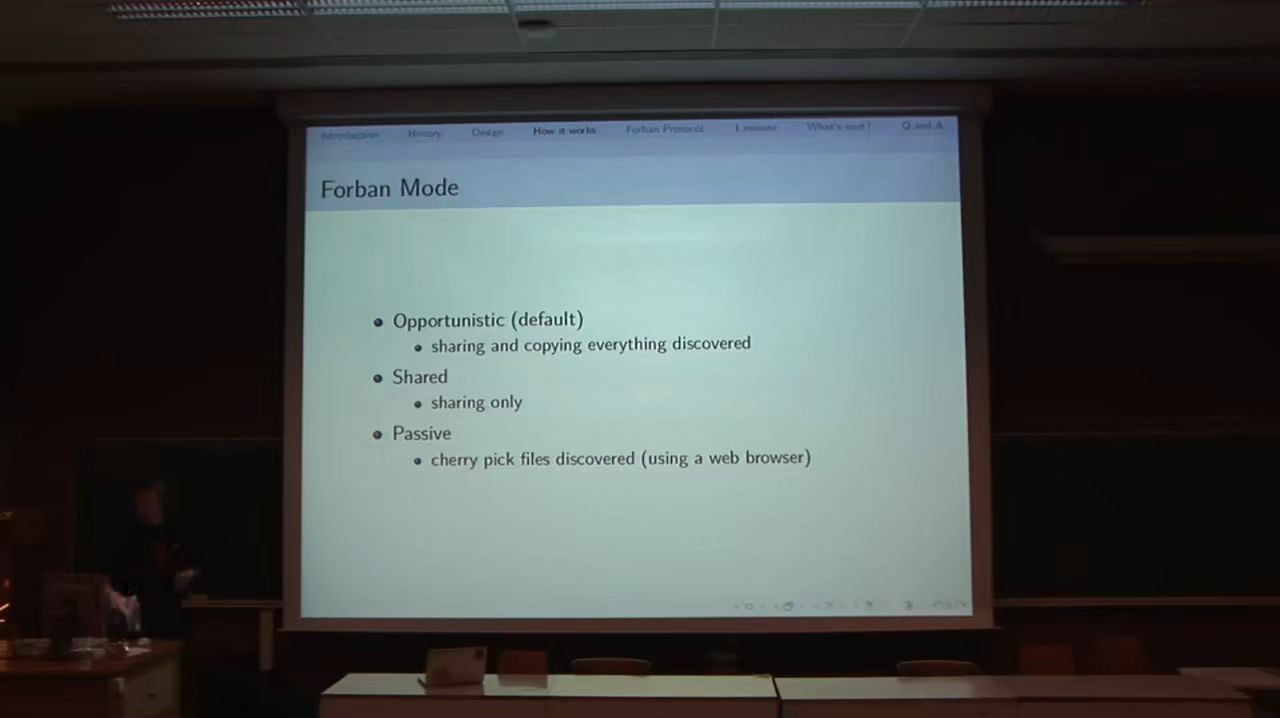 Introduction History Design How it works Forban Protocol 1 minute What's next? Q and A
Forban Mode
Opportunistic (default)
sharing and copying everything discovered
Shared
sharing only
Passive
cherry pick files discovered (using a web browser)